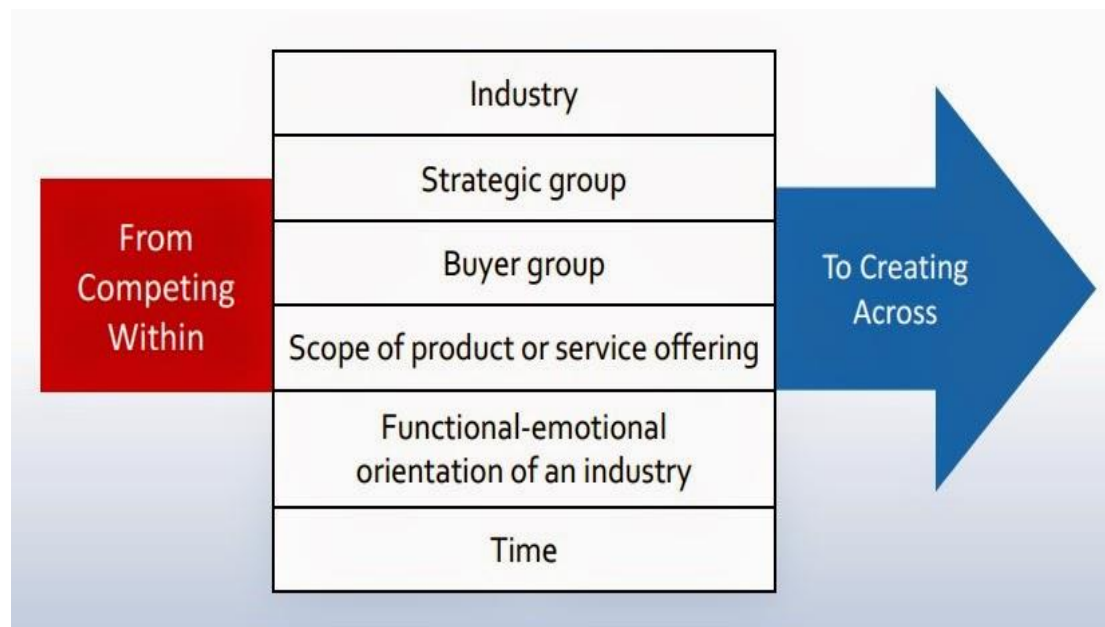 From
Competing
Within
Industry
Strategic group
Buyer group
Scope of product or service offering
Functional-emotional
orientation of an industry
Time
To Creating
Across